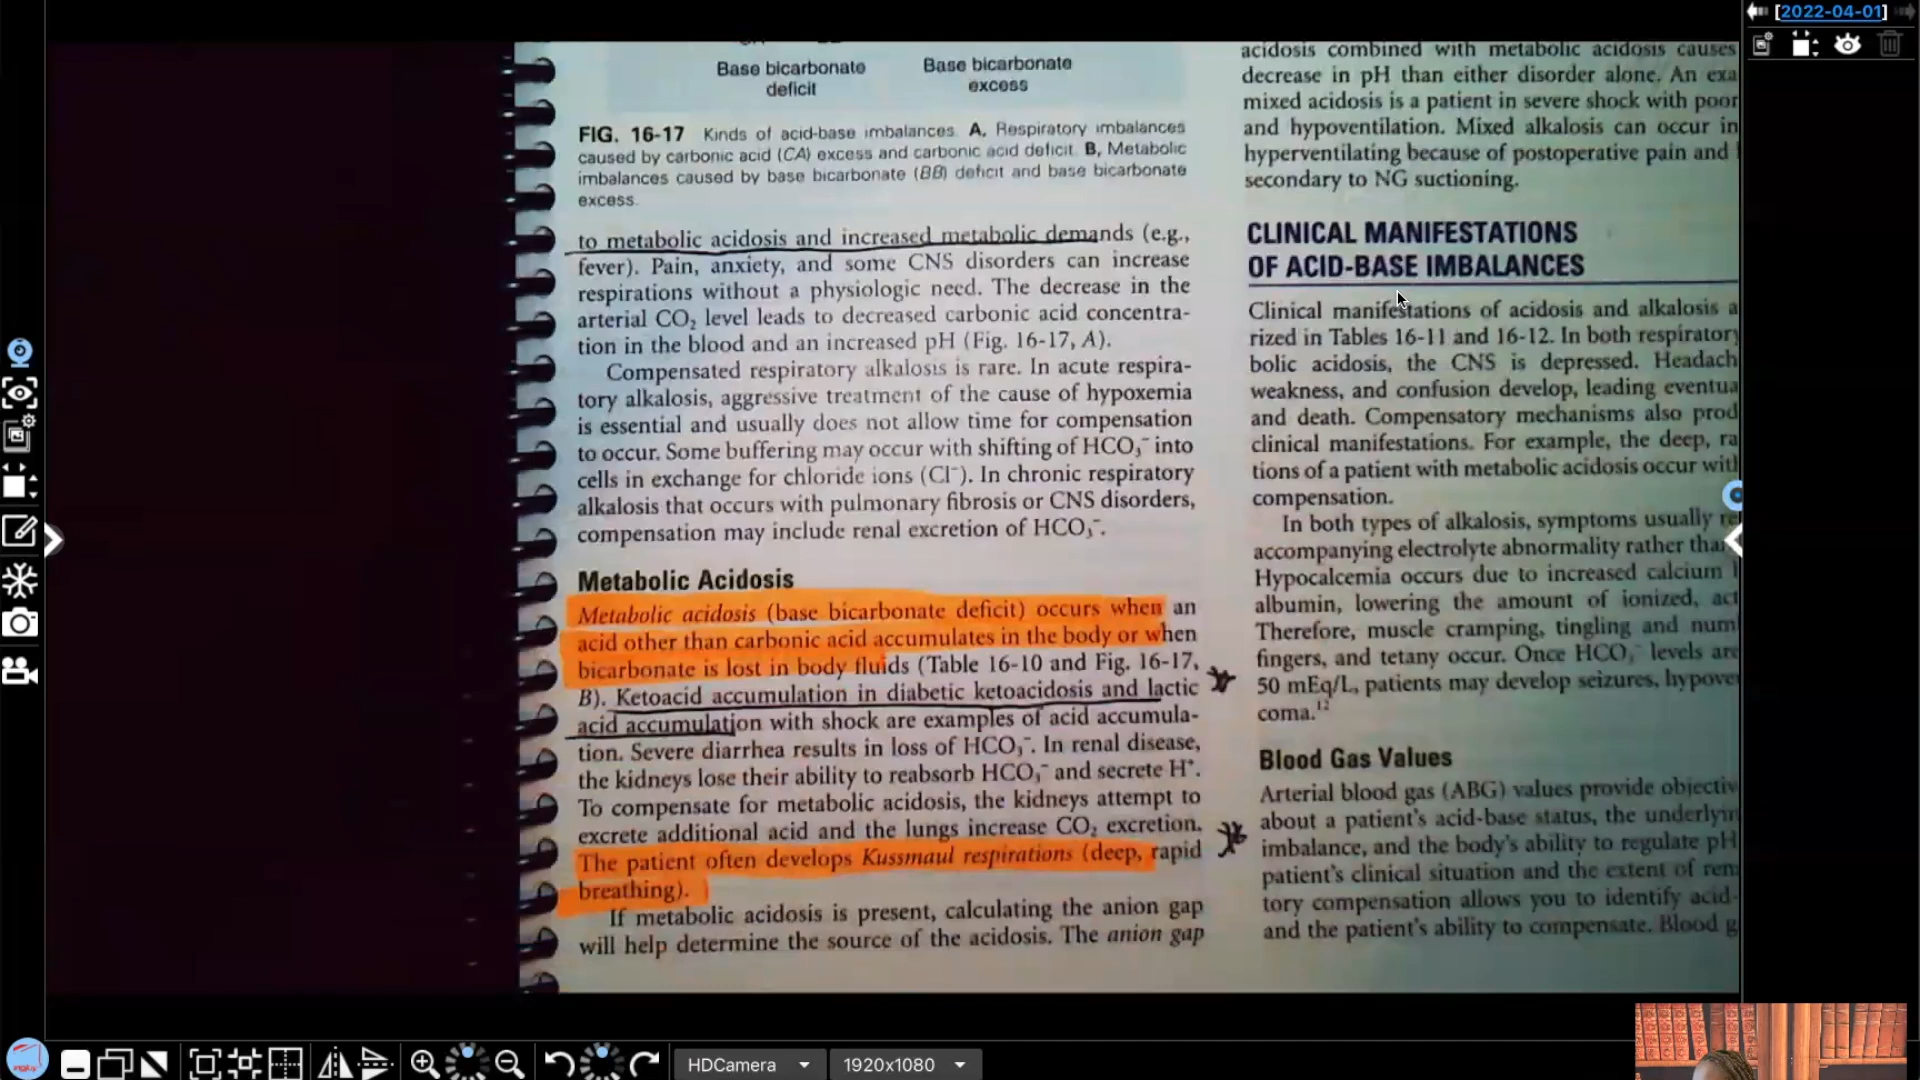 [2022-04-01]
Base bicarbonate
deficit
Base bicarbonate
excess
FIG. 16-17 Kinds of acid-base imbalances. A, Respiratory imbalances
caused by carbonic acid (CA) excess and carbonic acid deficit. B, Metabolic
imbalances caused by base bicarbonate (BB) deficit and base bicarbonate
excess.
to metabolic acidosis and increased metabolic demands (e.g.,
fever). Pain, anxiety, and some CNS disorders can increase
respirations without a physiologic need. The decrease in the
arterial CO₂ level leads to decreased carbonic acid concentra-
tion in the blood and an increased pH (Fig. 16-17, A).
Compensated respiratory alkalosis is rare. In acute respira-
tory alkalosis, aggressive treatment of the cause of hypoxemia
is essential and usually does not allow time for compensation
to occur. Some buffering may occur with shifting of HCO₃⁻ into
cells in exchange for chloride ions (Cl⁻). In chronic respiratory
alkalosis that occurs with pulmonary fibrosis or CNS disorders,
compensation may include renal excretion of HCO₃⁻.
Metabolic Acidosis
Metabolic acidosis (base bicarbonate deficit) occurs when an
acid other than carbonic acid accumulates in the body or when
bicarbonate is lost in body fluids (Table 16-10 and Fig. 16-17,
B). Ketoacid accumulation in diabetic ketoacidosis and lactic
acid accumulation with shock are examples of acid accumula-
tion. Severe diarrhea results in loss of HCO₃⁻. In renal disease,
the kidneys lose their ability to reabsorb HCO₃⁻ and secrete H⁺.
To compensate for metabolic acidosis, the kidneys attempt to
excrete additional acid and the lungs increase CO₂ excretion.
The patient often develops Kussmaul respirations (deep, rapid
breathing).
If metabolic acidosis is present, calculating the anion gap
will help determine the source of the acidosis. The anion gap
acidosis combined with metabolic acidosis causes
decrease in pH than either disorder alone. An exa
mixed acidosis is a patient in severe shock with poor
and hypoventilation. Mixed alkalosis can occur in
hyperventilating because of postoperative pain and
secondary to NG suctioning.
CLINICAL MANIFESTATIONS
OF ACID-BASE IMBALANCES
Clinical manifestations of acidosis and alkalosis a
rized in Tables 16-11 and 16-12. In both respiratory
bolic acidosis, the CNS is depressed. Headach
weakness, and confusion develop, leading eventua
and death. Compensatory mechanisms also prod
clinical manifestations. For example, the deep, ra
tions of a patient with metabolic acidosis occur with
compensation.
In both types of alkalosis, symptoms usually re
accompanying electrolyte abnormality rather than
Hypocalcemia occurs due to increased calcium
albumin, lowering the amount of ionized, act
Therefore, muscle cramping, tingling and num
fingers, and tetany occur. Once HCO₃⁻ levels are
50 mEq/L, patients may develop seizures, hypove
coma.¹²
Blood Gas Values
Arterial blood gas (ABG) values provide objectiv
about a patient's acid-base status, the underlyin
imbalance, and the body's ability to regulate pH
patient's clinical situation and the extent of ren
tory compensation allows you to identify acid-
and the patient's ability to compensate. Blood g
HDCamera
1920x1080